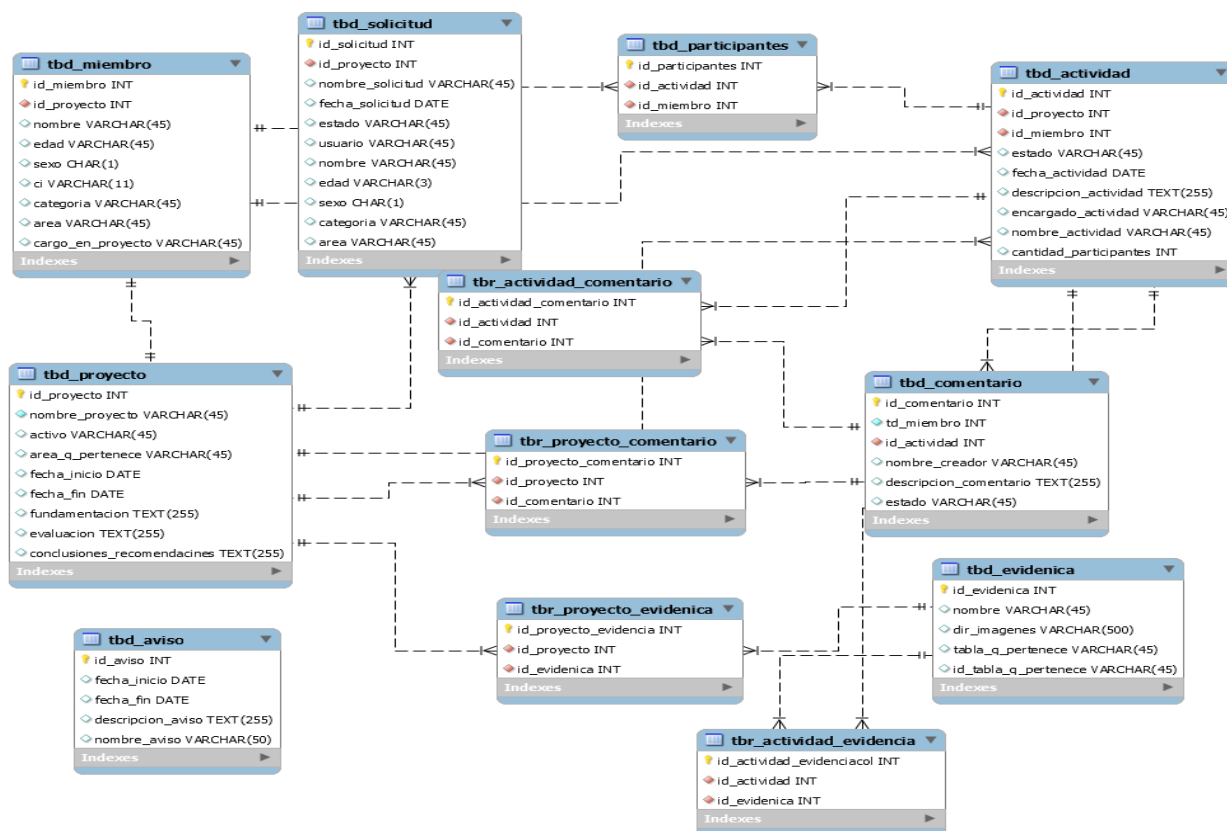 tbd_solicitud
id_solicitud INT
id_proyecto INT
nombre_solicitud VARCHAR(45)
fecha_solicitud DATE
estado VARCHAR(45)
usuario VARCHAR(45)
nombre VARCHAR(45)
edad VARCHAR(3)
sexo CHAR(1)
categoria VARCHAR(45)
area VARCHAR(45)
Indexes
tbd_participantes
id_participantes INT
id_actividad INT
id_miembro INT
Indexes
tbd_miembro
id_miembro INT
id_proyecto INT
nombre VARCHAR(45)
edad VARCHAR(45)
sexo CHAR(1)
ci VARCHAR(11)
categoria VARCHAR(45)
area VARCHAR(45)
cargo_en_proyecto VARCHAR(45)
Indexes
tbd_actividad
id_actividad INT
id_proyecto INT
id_miembro INT
estado VARCHAR(45)
fecha_actividad DATE
descripcion_actividad TEXT(255)
encargado_actividad VARCHAR(45)
nombre_actividad VARCHAR(45)
cantidad_participantes INT
Indexes
tbr_actividad_comentario
id_actividad_comentario INT
id_actividad INT
id_comentario INT
Indexes
tbd_proyecto
id_proyecto INT
nombre_proyecto VARCHAR(45)
activo VARCHAR(45)
area_q_pertenece VARCHAR(45)
fecha_inicio DATE
fecha_fin DATE
fundamentacion TEXT(255)
evaluacion TEXT(255)
conclusiones_recomendacines TEXT(255)
Indexes
tbd_comentario
id_comentario INT
td_miembro INT
id_actividad INT
nombre_creador VARCHAR(45)
descripcion_comentario TEXT(255)
estado VARCHAR(45)
Indexes
tbr_proyecto_comentario
id_proyecto_comentario INT
id_proyecto INT
id_comentario INT
Indexes
tbd_evidenica
id_evidenica INT
nombre VARCHAR(45)
dir_imagenes VARCHAR(500)
tabla_q_pertenece VARCHAR(45)
id_tabla_q_pertenece VARCHAR(45)
Indexes
tbr_proyecto_evidenica
id_proyecto_evidencia INT
id_proyecto INT
id_evidenica INT
Indexes
tbd_aviso
id_aviso INT
fecha_inicio DATE
fecha_fin DATE
descripcion_aviso TEXT(255)
nombre_aviso VARCHAR(50)
Indexes
tbr_actividad_evidencia
id_actividad_evidenciacol INT
id_actividad INT
id_evidenica INT
Indexes